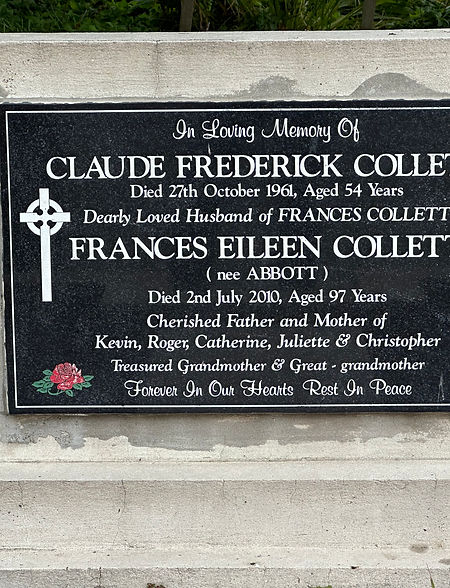 In Loving Memory Of
CLAUDE FREDERICK COLLET
Died 27th October 1961, Aged 54 Years
Dearly Loved Husband of FRANCES COLLETT
FRANCES EILEEN COLLETT
( nee ABBOTT )
Died 2nd July 2010, Aged 97 Years
Cherished Father and Mother of
Kevin, Roger, Catherine, Juliette & Christopher
Treasured Grandmother & Great - grandmother
Forever In Our Hearts Rest In Peace